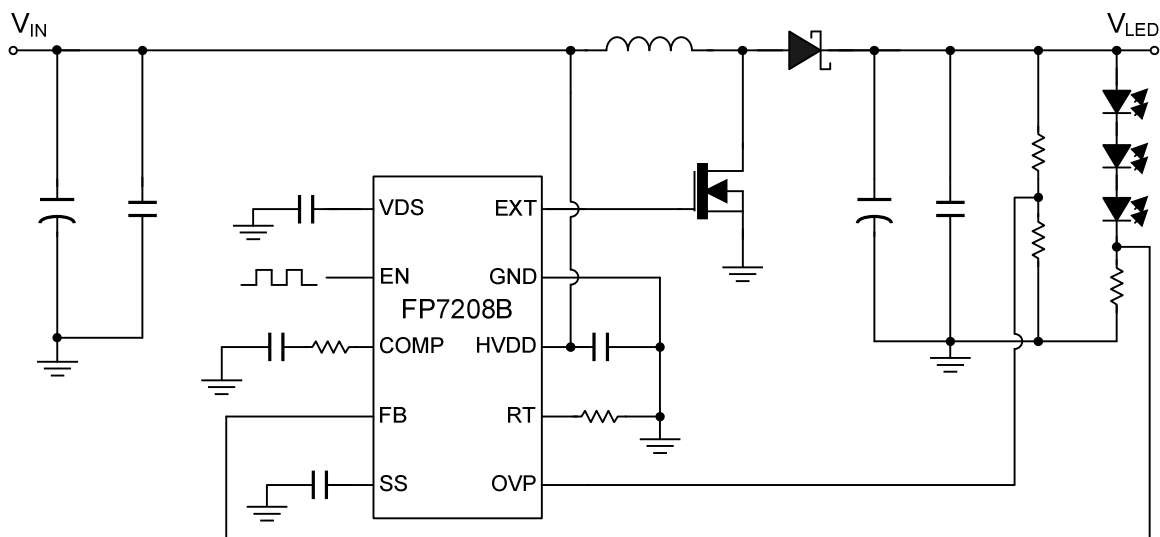 VIN
VLED
VDS EXT
EN GND
FP7208B
COMP HVDD
FB RT
SS OVP